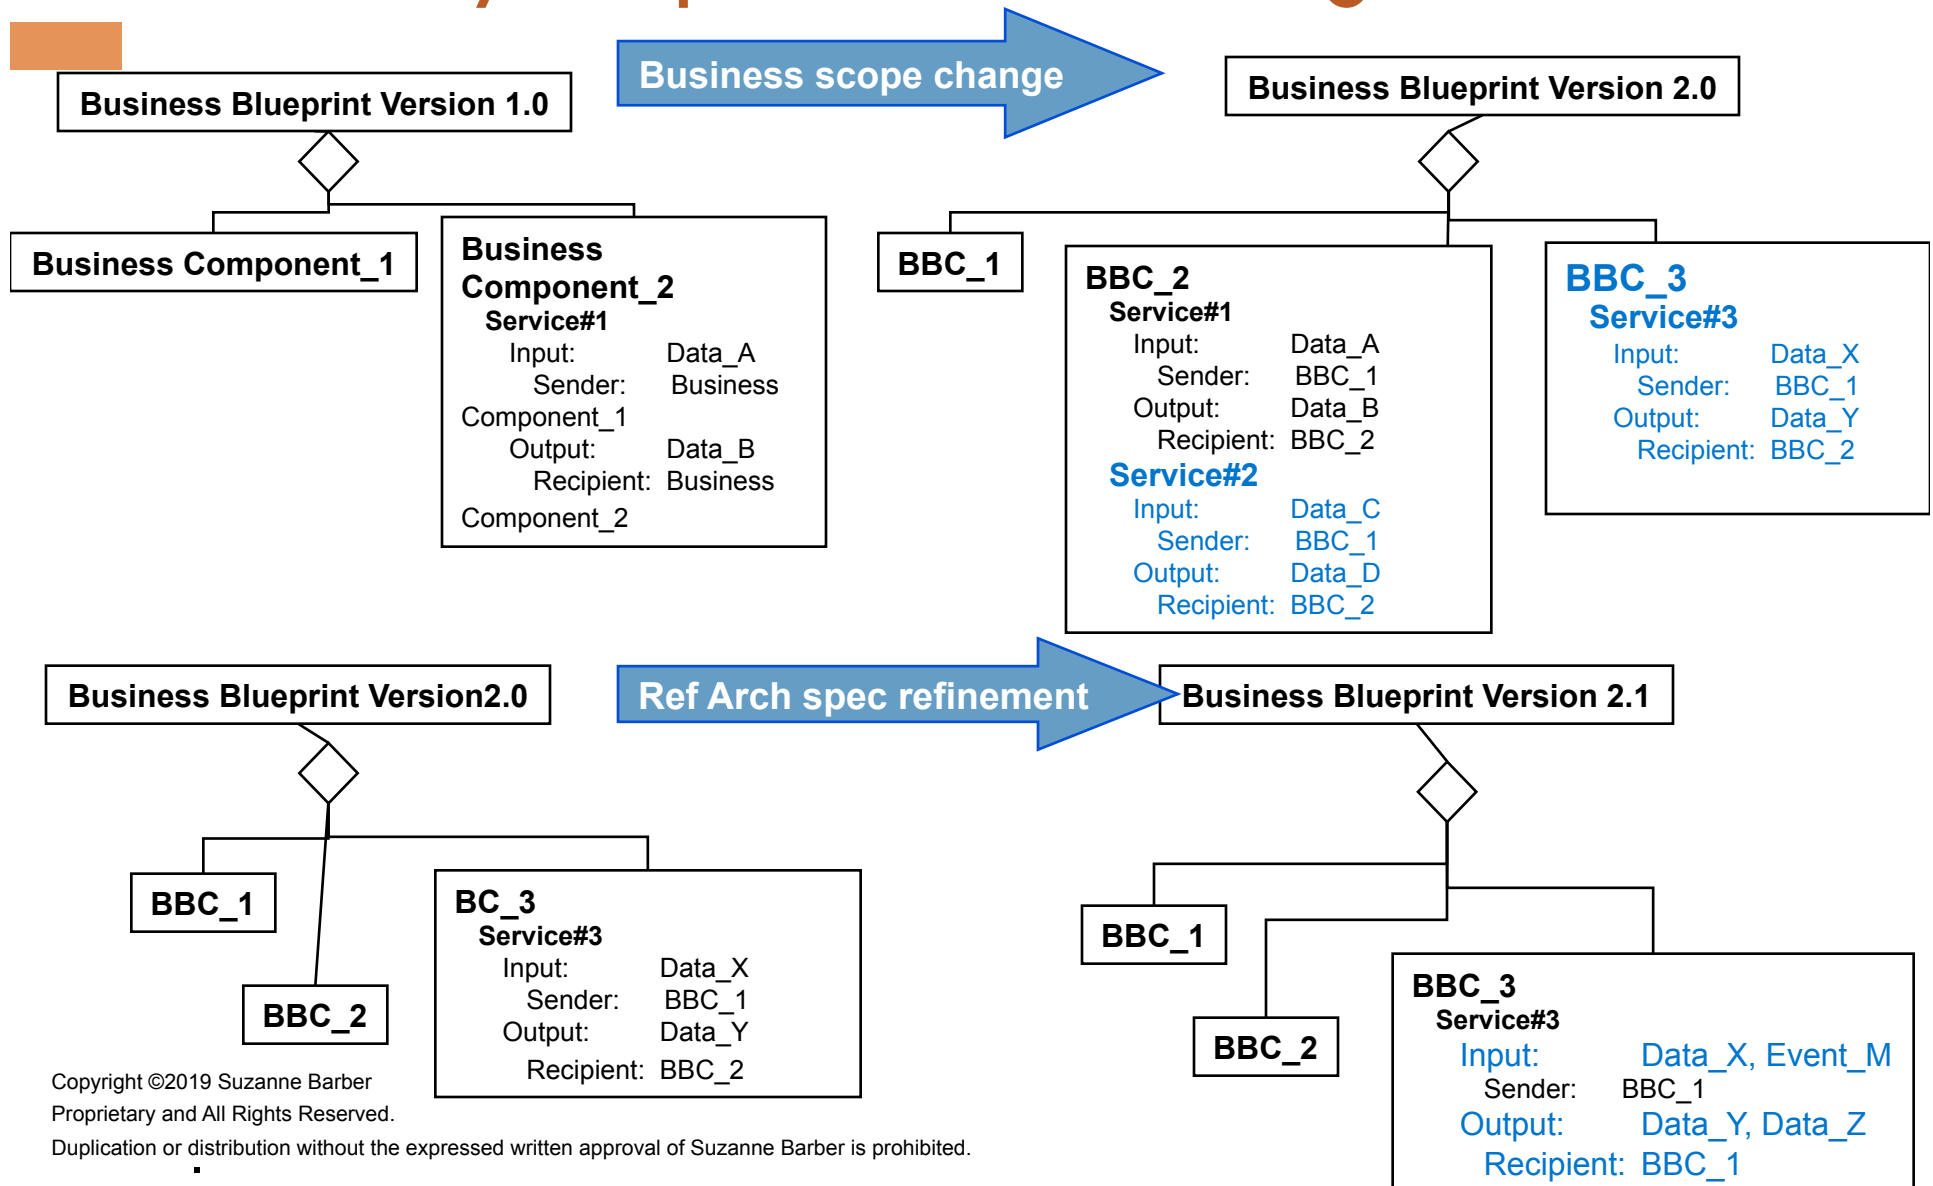 Business scope change
Business Blueprint Version 1.0
Business Blueprint Version 2.0
Business Component_1
Business
Component_2
Service#1
Input: Data_A
Sender: Business
Component_1
Output: Data_B
Recipient: Business
Component_2
BBC_1
BBC_2
Service#1
Input: Data_A
Sender: BBC_1
Output: Data_B
Recipient: BBC_2
Service#2
Input: Data_C
Sender: BBC_1
Output: Data_D
Recipient: BBC_2
BBC_3
Service#3
Input: Data_X
Sender: BBC_1
Output: Data_Y
Recipient: BBC_2
Business Blueprint Version2.0
Ref Arch spec refinement
Business Blueprint Version 2.1
BBC_1
BBC_2
BC_3
Service#3
Input: Data_X
Sender: BBC_1
Output: Data_Y
Recipient: BBC_2
BBC_1
BBC_2
BBC_3
Service#3
Input: Data_X, Event_M
Sender: BBC_1
Output: Data_Y, Data_Z
Recipient: BBC_1
Copyright ©2019 Suzanne Barber
Proprietary and All Rights Reserved.
Duplication or distribution without the expressed written approval of Suzanne Barber is prohibited.